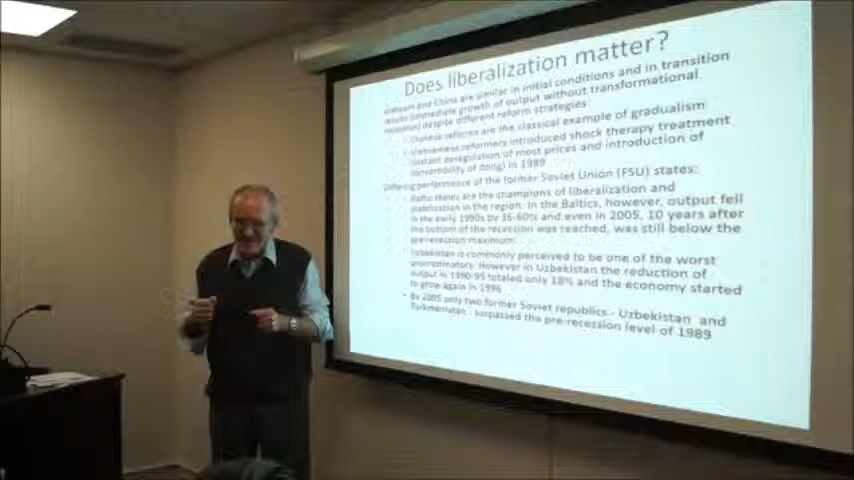 Does liberalization matter?
Vietnam and China are similar in initial conditions and in transition
results (immediate growth of output without transformational
recession) despite different reform strategies:
• Chinese reforms are the classical example of gradualism
• Vietnamese reformers introduced shock therapy treatment
(instant deregulation of most prices and introduction of
convertibility of dong) in 1989
Differing performance of the former Soviet Union (FSU) states:
• Baltic states are the champions of liberalization and
stabilization in the region. In the Baltics, however, output fell
in the early 1990s by 35-60% and even in 2005, 10 years after
the bottom of the recession was reached, was still below the
pre-recession maximum.
Uzbekistan is commonly perceived to be one of the worst
procrastinators. However in Uzbekistan the reduction of
output in 1990-95 totaled only 18% and the economy started
to grow again in 1996
• By 2005 only two former Soviet republics - Uzbekistan and
Turkmenistan - surpassed the pre-recession level of 1989